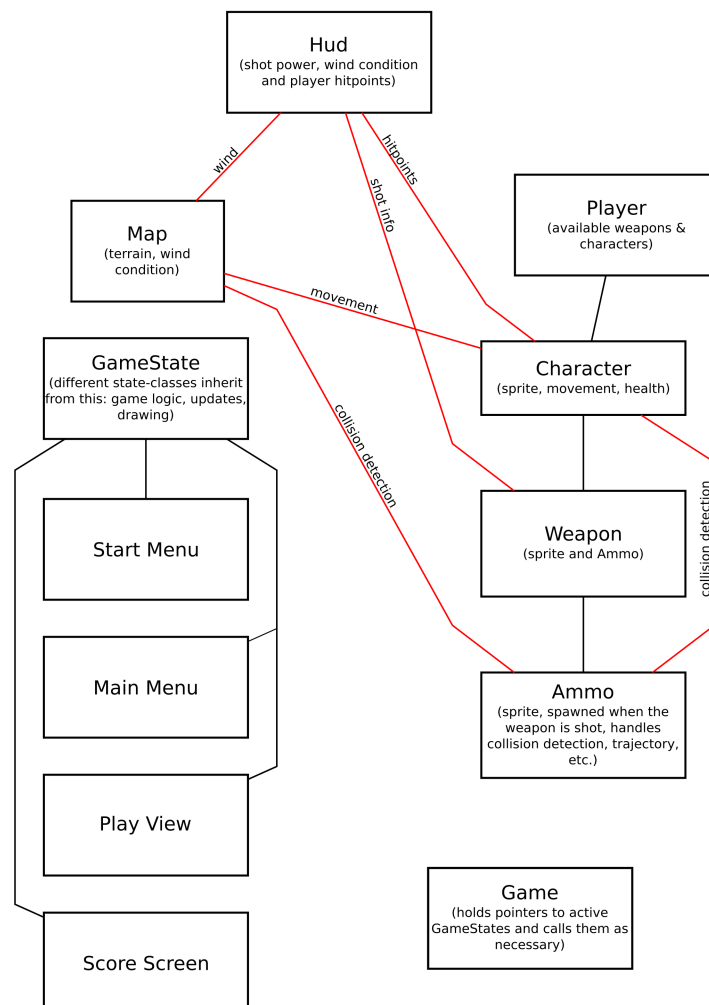 Hud
(shot power, wind condition
and player hitpoints)
wind
hitpoints
shot info
Player
(available weapons &
characters)
Map
(terrain, wind
condition)
movement
GameState
(different state-classes inherit
from this: game logic, updates,
drawing)
Character
(sprite, movement, health)
collision detection
collision detection
Start Menu
Weapon
(sprite and Ammo)
Main Menu
Ammo
(sprite, spawned when the
weapon is shot, handles
collision detection, trajectory,
etc.)
Play View
Game
(holds pointers to active
GameStates and calls them as
necessary)
Score Screen